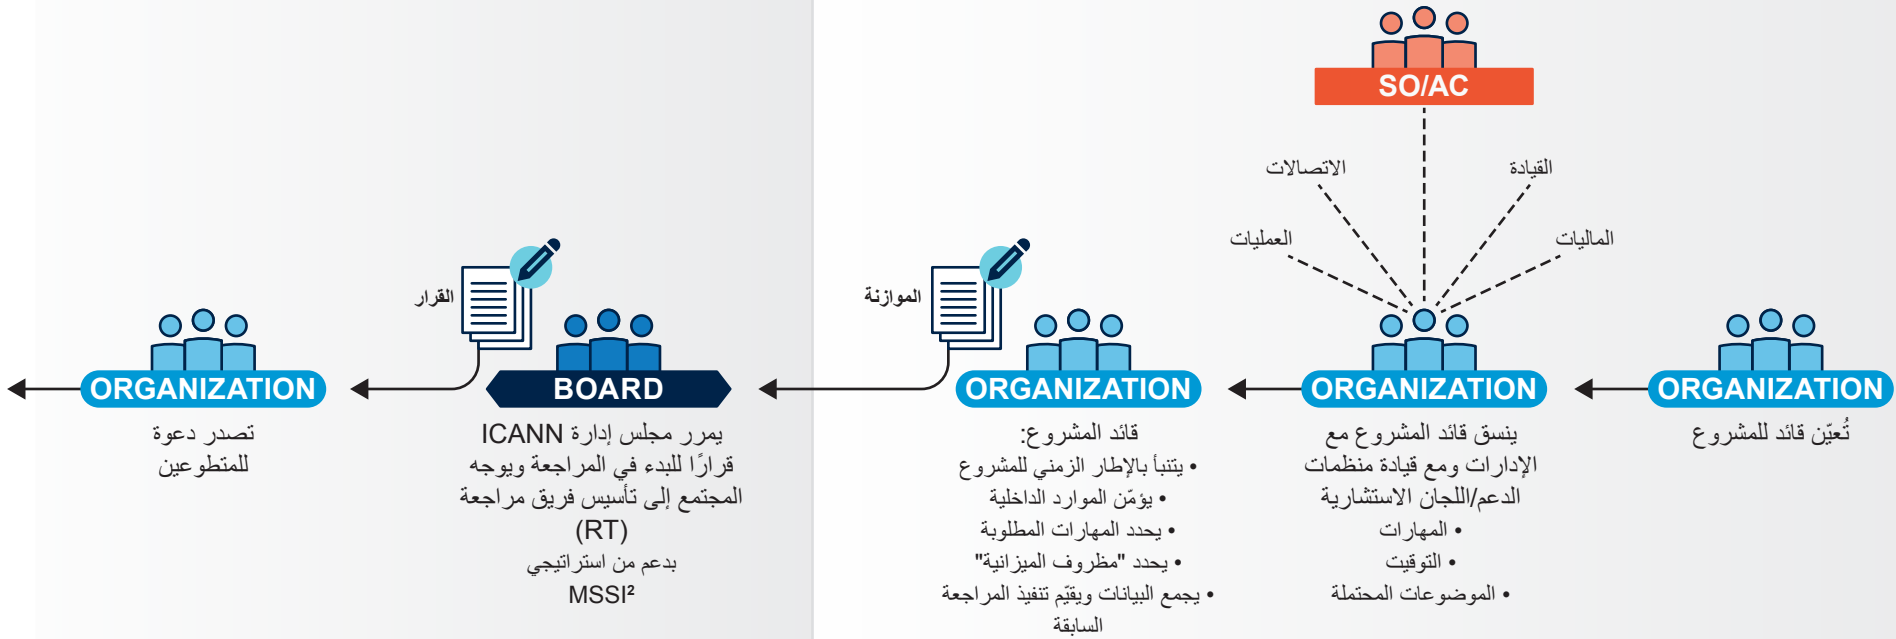 SO/AC
القيادة
الاتصالات
الماليات
العمليات
ORGANIZATION
تُعيّن قائد للمشروع
ORGANIZATION
ينسق قائد المشروع مع
الإدارات ومع قيادة منظمات
الدعم/اللجان الاستشارية
• المهارات
• التوقيت
• الموضوعات المحتملة
الموازنة
ORGANIZATION
قائد المشروع:
• يتنبأ بالإطار الزمني للمشروع
• يؤمّن الموارد الداخلية
• يحدد المهارات المطلوبة
• يحدد "مظروف الميزانية"
• يجمع البيانات ويقيّم تنفيذ المراجعة
السابقة
القرار
BOARD
يمرر مجلس إدارة ICANN
قرارًا للبدء في المراجعة ويوجه
المجتمع إلى تأسيس فريق مراجعة
(RT)
بدعم من استراتيجي
MSSI²
ORGANIZATION
تصدر دعوة
للمتطوعين